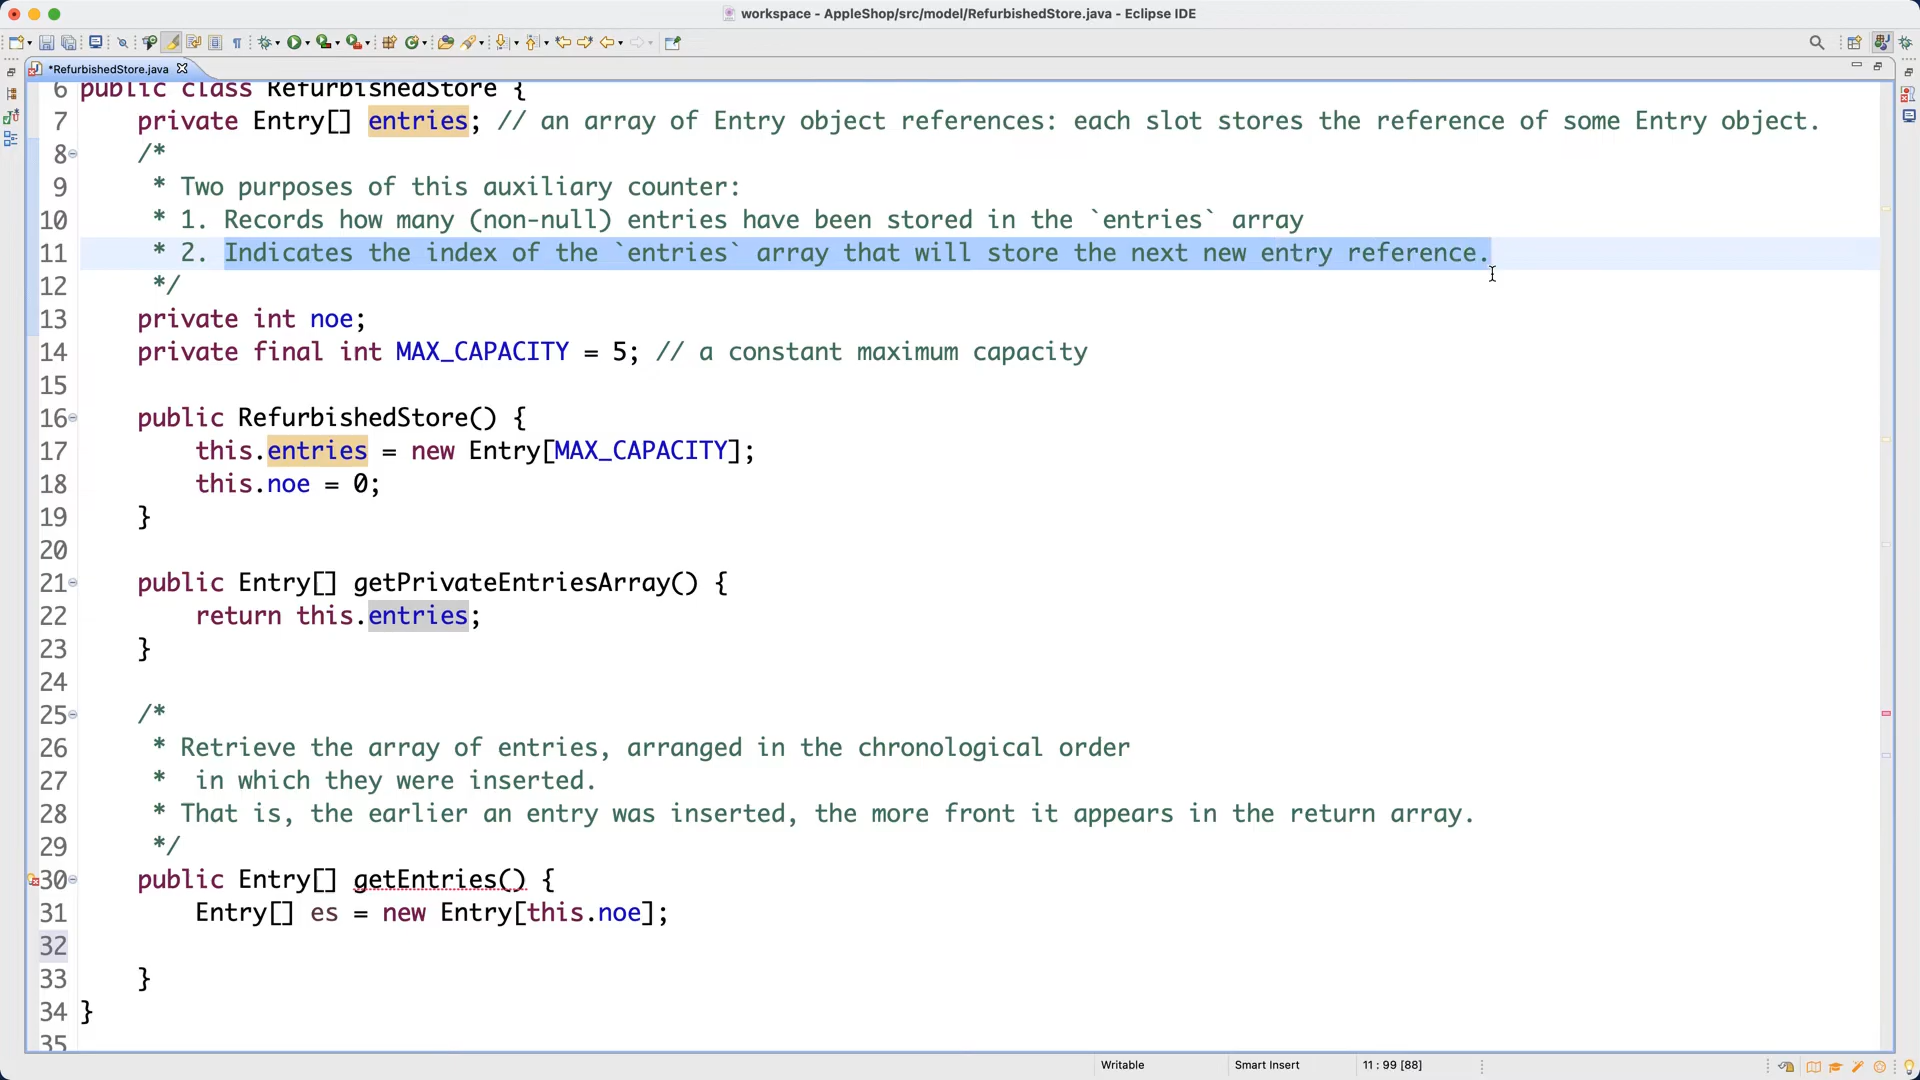 workspace - AppleShop/src/model/RefurbishedStore.java - Eclipse IDE
*RefurbishedStore.java
6 public class RefurbishedStore {
7 private Entry[] entries; // an array of Entry object references: each slot stores the reference of some Entry object.
8 /*
9 * Two purposes of this auxiliary counter:
10 * 1. Records how many (non-null) entries have been stored in the `entries` array
11 * 2. Indicates the index of the `entries` array that will store the next new entry reference.
12 */
13 private int noe;
14 private final int MAX_CAPACITY = 5; // a constant maximum capacity
15
16 public RefurbishedStore() {
17 this.entries = new Entry[MAX_CAPACITY];
18 this.noe = 0;
19 }
20
21 public Entry[] getPrivateEntriesArray() {
22 return this.entries;
23 }
24
25 /*
26 * Retrieve the array of entries, arranged in the chronological order
27 * in which they were inserted.
28 * That is, the earlier an entry was inserted, the more front it appears in the return array.
29 */
30 public Entry[] getEntries() {
31 Entry[] es = new Entry[this.noe];
32
33 }
34 }
35
Writable
Smart Insert
11 : 99 [88]